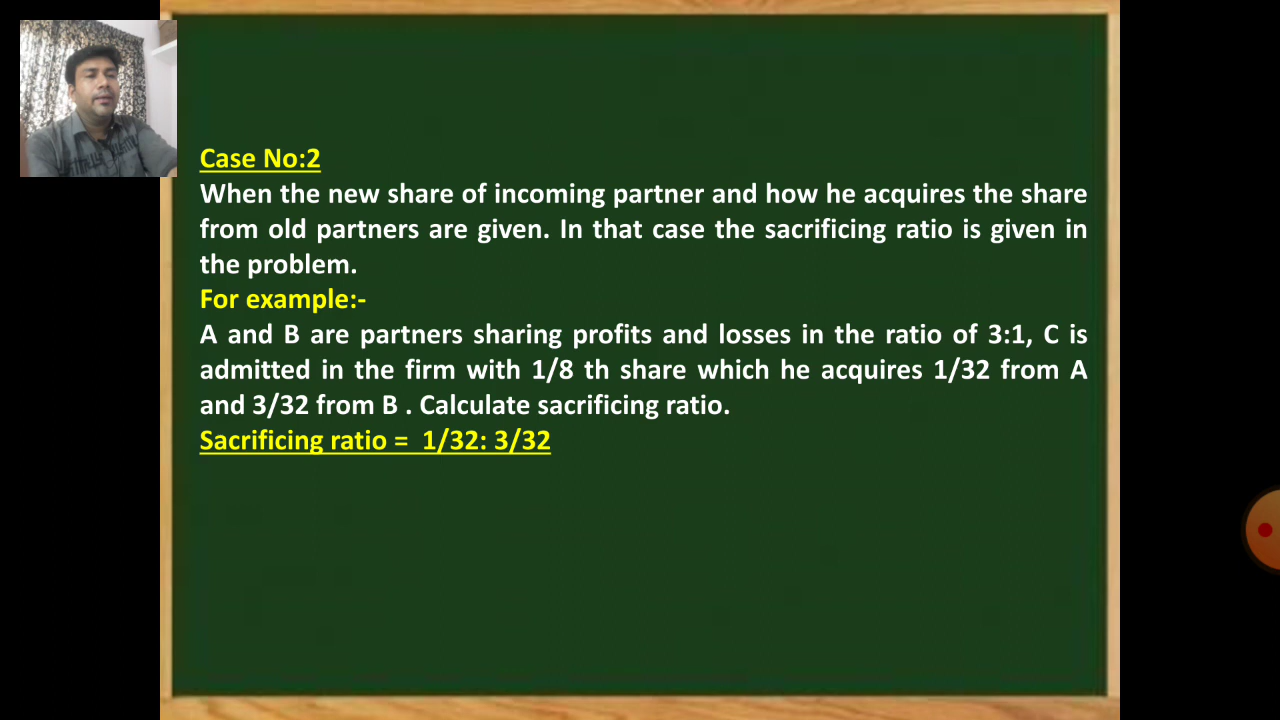 Case No:2
When the new share of incoming partner and how he acquires the share
from old partners are given. In that case the sacrificing ratio is given in
the problem.
For example:-
A and B are partners sharing profits and losses in the ratio of 3:1, C is
admitted in the firm with 1/8 th share which he acquires 1/32 from A
and 3/32 from B . Calculate sacrificing ratio.
Sacrificing ratio = 1/32: 3/32